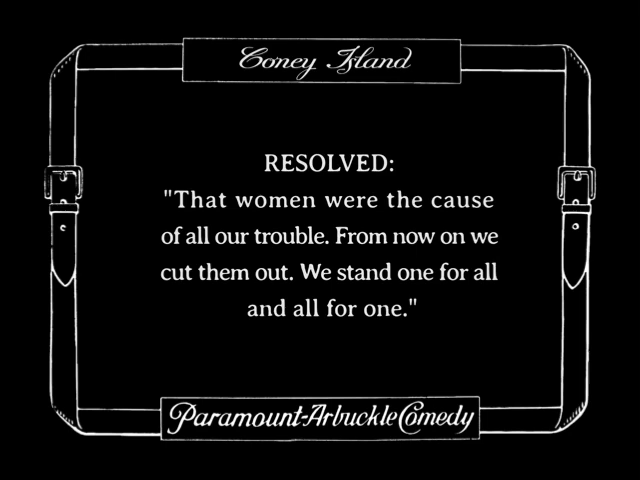 Coney Island
RESOLVED:
"That women were the cause
of all our trouble. From now on we
cut them out. We stand one for all
and all for one."
Paramount-Arbuckle Comedy